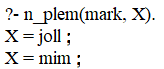 ?- n_plem(mark, X).
X = joll ;
X = mim ;